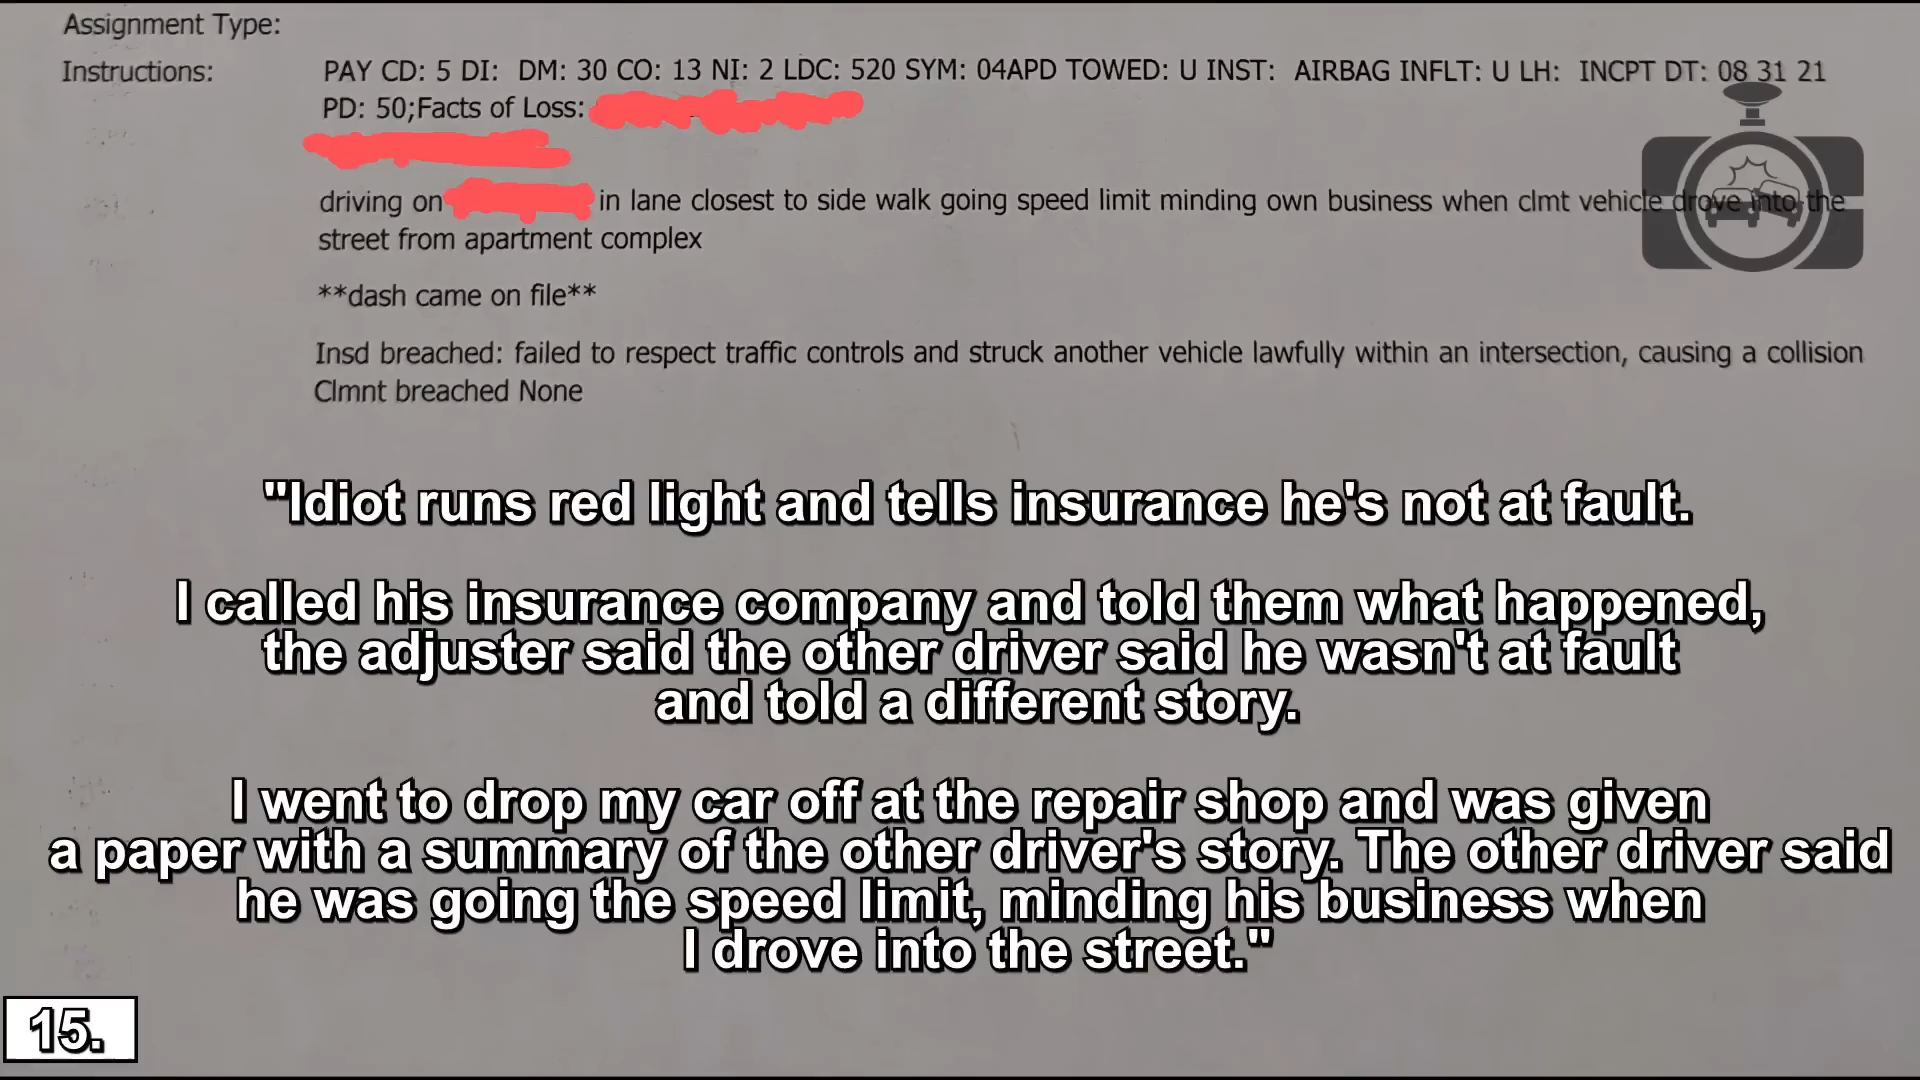 Assignment Type:
Instructions: PAY CD: 5 DI: DM: 30 CO: 13 NI: 2 LDC: 520 SYM: 04APD TOWED: U INST: AIRBAG INFLT: U LH: INCPT DT: 08 31 21
PD: 50;Facts of Loss:
driving on in lane closest to side walk going speed limit minding own business when clmt vehicle drove into the
street from apartment complex
**dash came on file**
Insd breached: failed to respect traffic controls and struck another vehicle lawfully within an intersection, causing a collision
Clmnt breached None
"Idiot runs red light and tells insurance he's not at fault.
I called his insurance company and told them what happened,
the adjuster said the other driver said he wasn't at fault
and told a different story.
I went to drop my car off at the repair shop and was given
a paper with a summary of the other driver's story. The other driver said
he was going the speed limit, minding his business when
I drove into the street."
15.